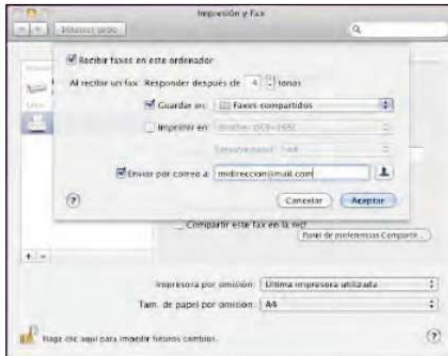 Impresión y Fax
Mostrar todo
Recibir faxes en este ordenador
Al recibir un fax: Responder después de 4 tonos
Guardar en: Faxes compartidos
Imprimir en:
Enviar por correo a: midireccion@mail.com
Cancelar Aceptar
Compartir este fax en la red
Panel de preferencias Compartir...
Impresora por omisión: Última impresora utilizada
Tam. de papel por omisión: A4
Haga clic aquí para impedir futuros cambios.